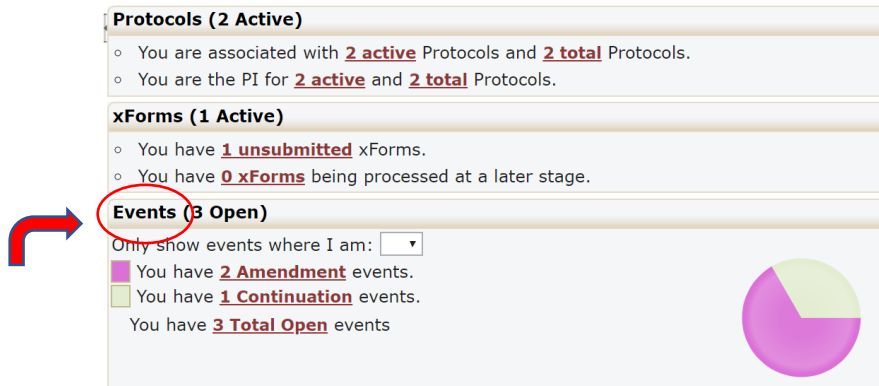 Protocols (2 Active)
You are associated with 2 active Protocols and 2 total Protocols.
You are the PI for 2 active and 2 total Protocols.
xForms (1 Active)
You have 1 unsubmitted xForms.
You have 0 xForms being processed at a later stage.
Events (3 Open)
Only show events where I am:
You have 2 Amendment events.
You have 1 Continuation events.
You have 3 Total Open events